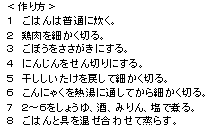 ＜作り方＞
1　ごはんは普通に炊く。
2　鶏肉を細かく切る。
3　ごぼうをささがきにする。
4　にんじんをせん切りにする。
5　干ししいたけを戻して細かく切る。
6　こんにゃくを熱湯に通してから細かく切る。
7　2～6をしょうゆ、酒、みりん、塩で煮る。
8　ごはんと具を混ぜ合わせて蒸らす。